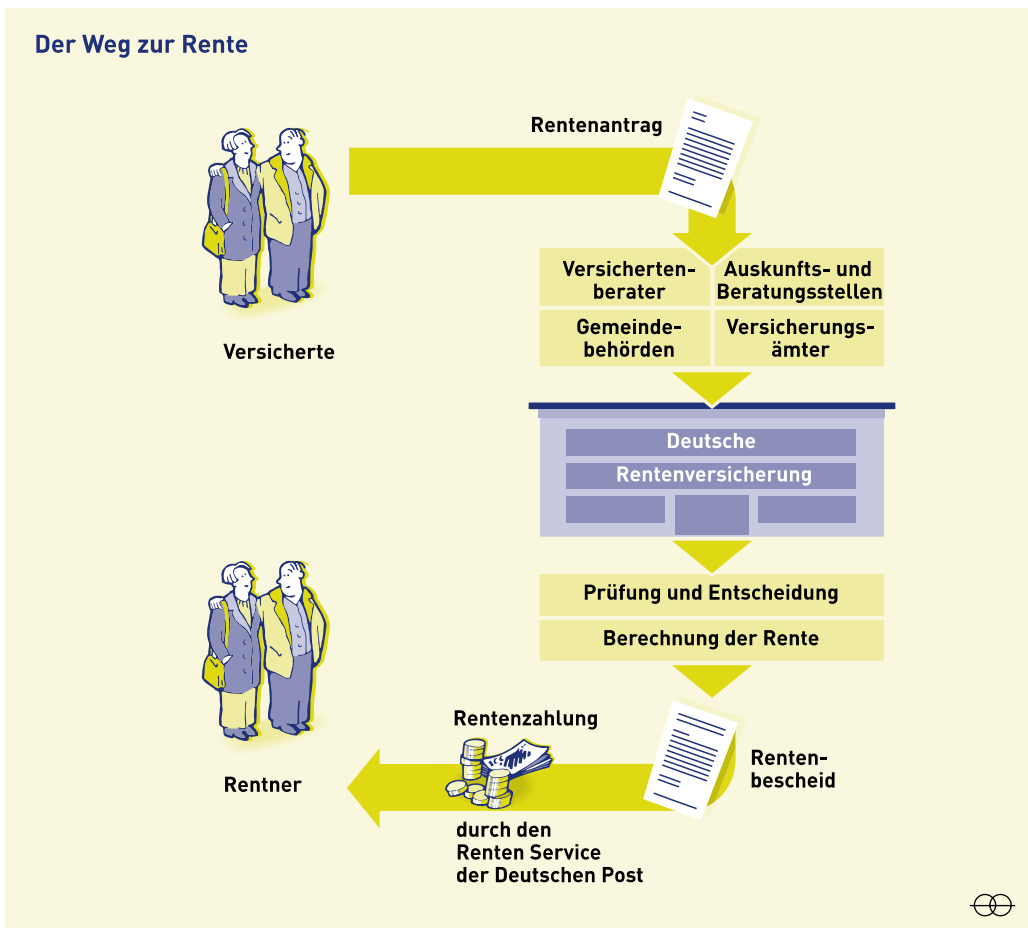 Der Weg zur Rente
Rentenantrag
Versicherten-
berater
Auskunfts- und
Beratungsstellen
Gemeinde-
behörden
Versicherungs-
ämter
Versicherte
Deutsche
Rentenversicherung
Prüfung und Entscheidung
Berechnung der Rente
Renten-
bescheid
Rentenzahlung
durch den
Renten Service
der Deutschen Post
Rentner